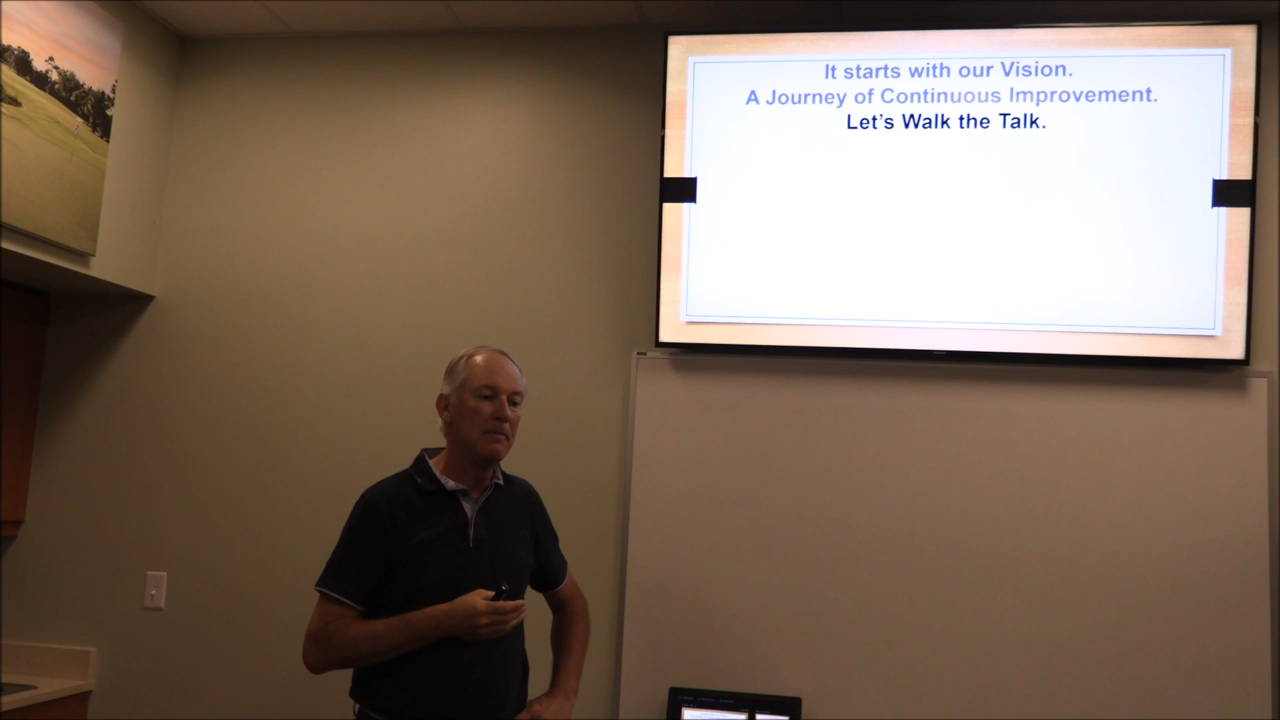 It starts with our Vision.
A Journey of Continuous Improvement.
Let's Walk the Talk.